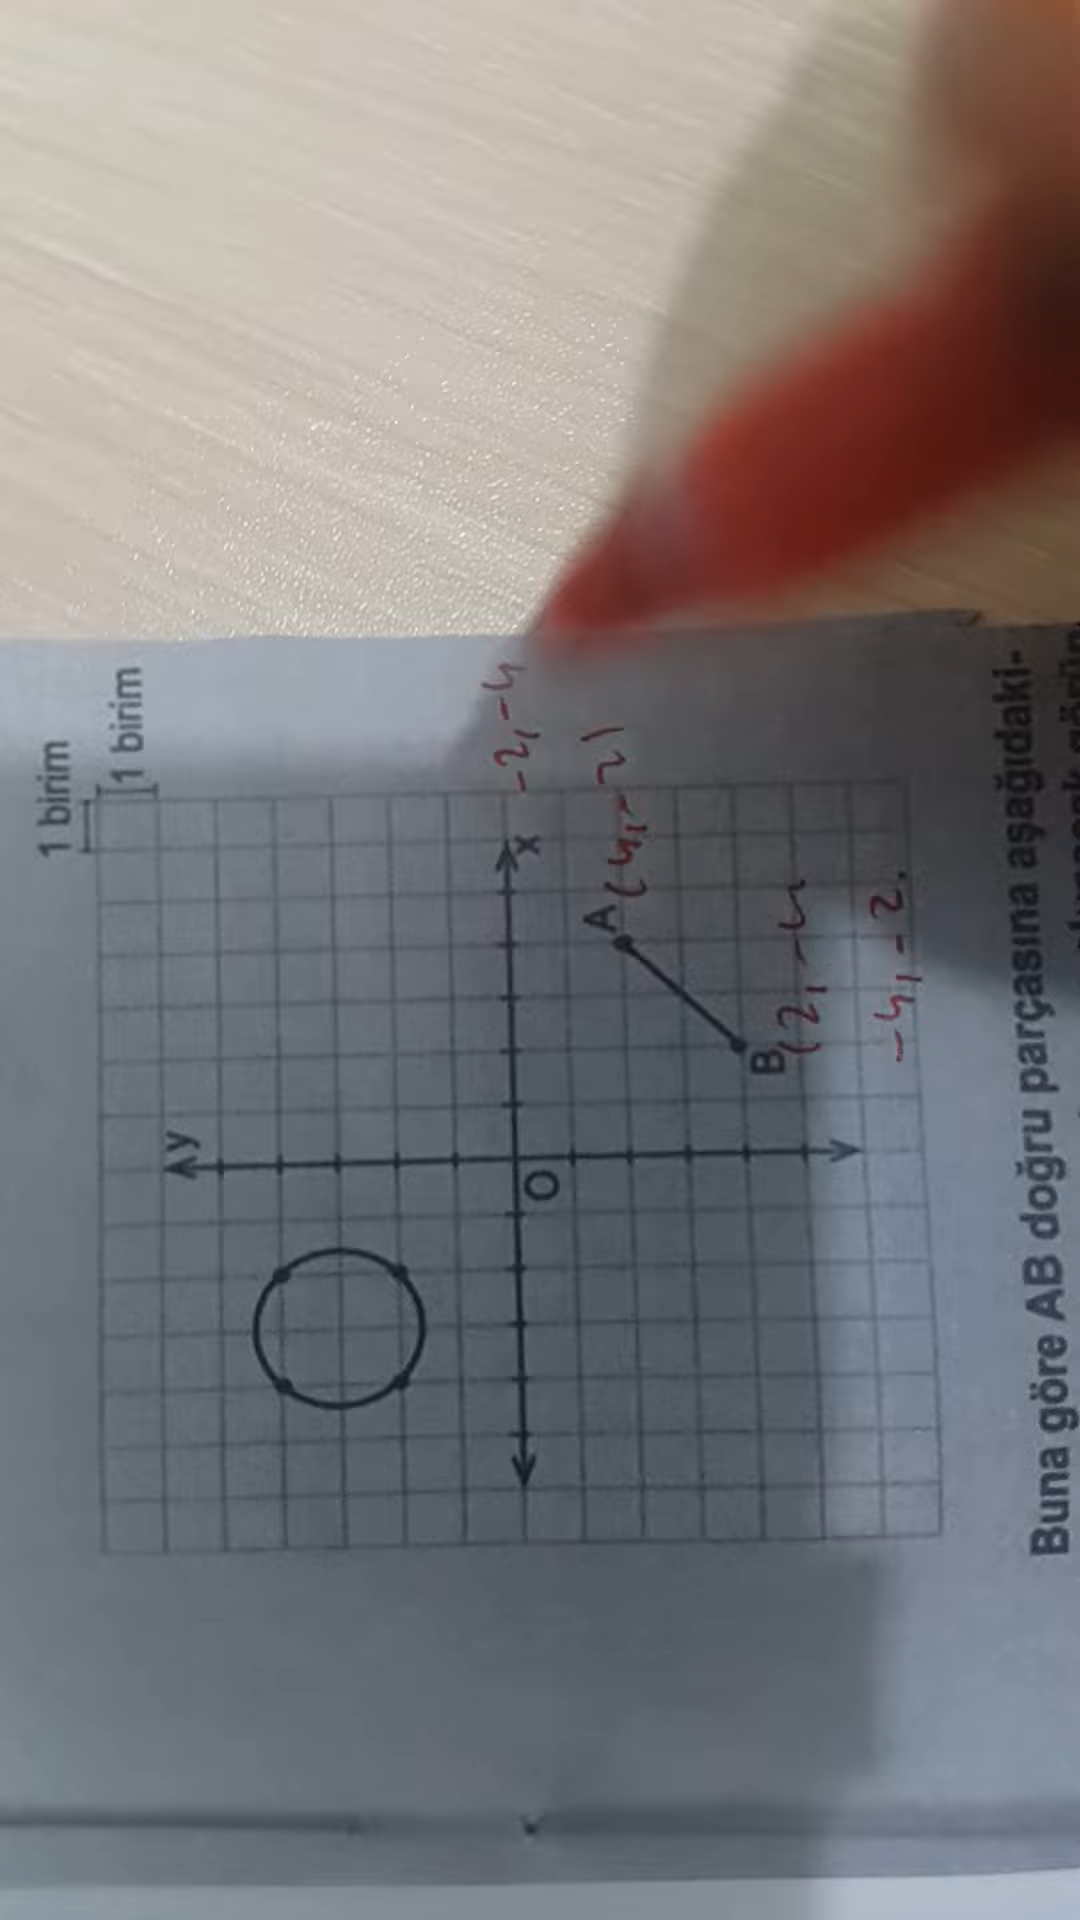 1 birim
1 birim
y
x
-2,-4
O
A
(4,-2)
B
(2,-4
-4,-2.
Buna göre AB doğru parçasına aşağıdaki-